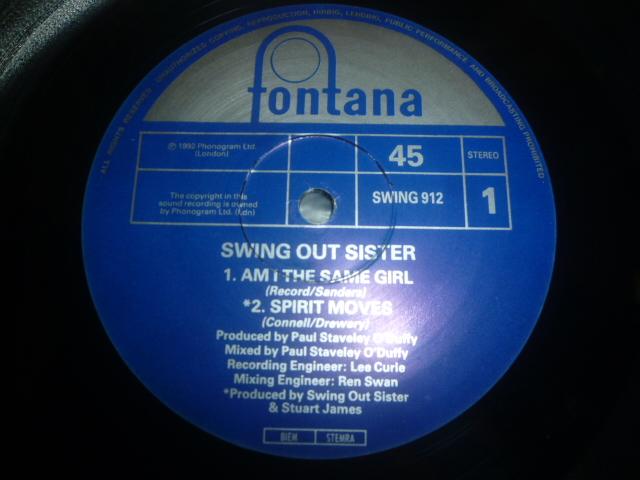 ALL RIGHTS RESERVED · UNAUTHORIZED COPYING, REPRODUCTION, HIRING, LENDING, PUBLIC PERFORMANCE AND BROADCASTING PROHIBITED ·
fontana
℗ 1992 Phonogram Ltd.
(London)
45
STEREO
The copyright in this
sound recording is owned
by Phonogram Ltd. (Ldn)
SWING 912
1
SWING OUT SISTER
1. AM I THE SAME GIRL
(Record/Sanders)
*2. SPIRIT MOVES
(Connell/Drewery)
Produced by Paul Staveley O'Duffy
Mixed by Paul Staveley O'Duffy
Recording Engineer: Lee Curle
Mixing Engineer: Ren Swan
*Produced by Swing Out Sister
& Stuart James
BIEM STEMRA